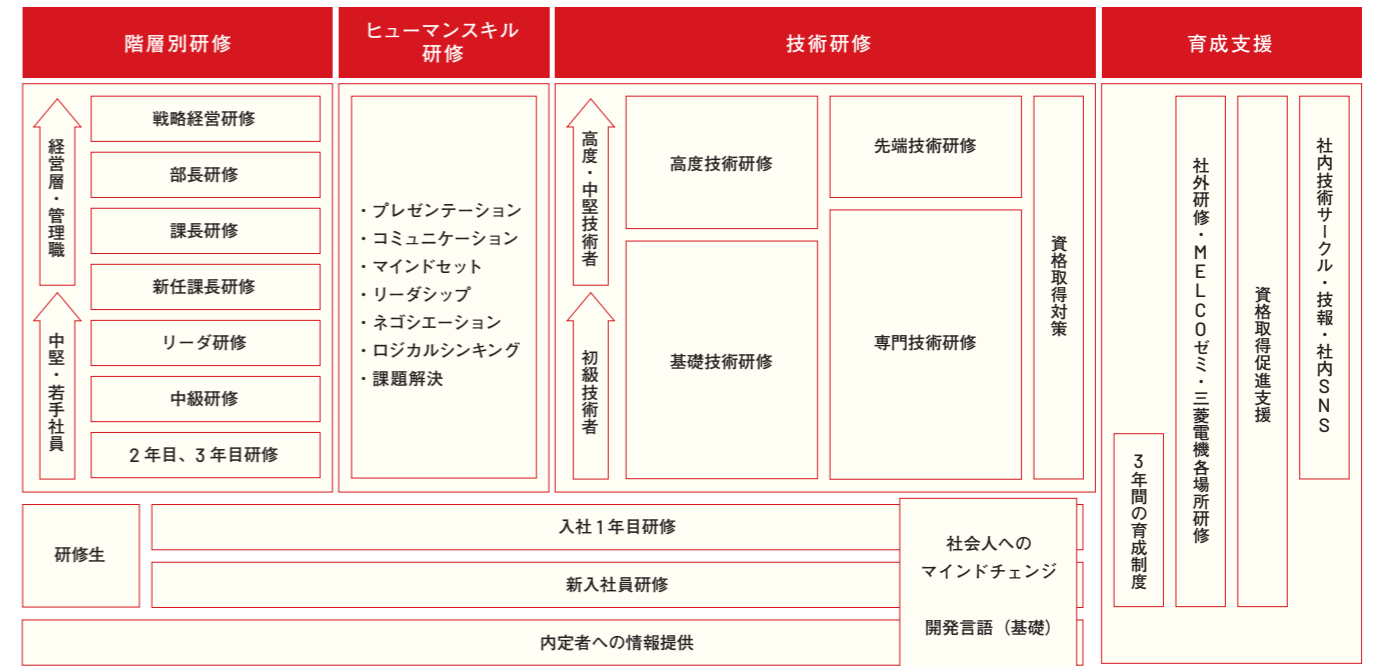 階層別研修
ヒューマンスキル
研修
技術研修
育成支援
経営層・管理職
中堅・若手社員
戦略経営研修
部長研修
課長研修
新任課長研修
リーダ研修
中級研修
2年目、3年目研修
・プレゼンテーション
・コミュニケーション
・マインドセット
・リーダシップ
・ネゴシエーション
・ロジカルシンキング
・課題解決
高度・中堅技術者
初級技術者
高度技術研修
基礎技術研修
先端技術研修
専門技術研修
資格取得対策
3年間の育成制度
社外研修・MELCOゼミ・三菱電機各場所研修
資格取得促進支援
社内技術サークル・技報・社内SNS
研修生
入社1年目研修
新入社員研修
内定者への情報提供
社会人への
マインドチェンジ
開発言語（基礎）